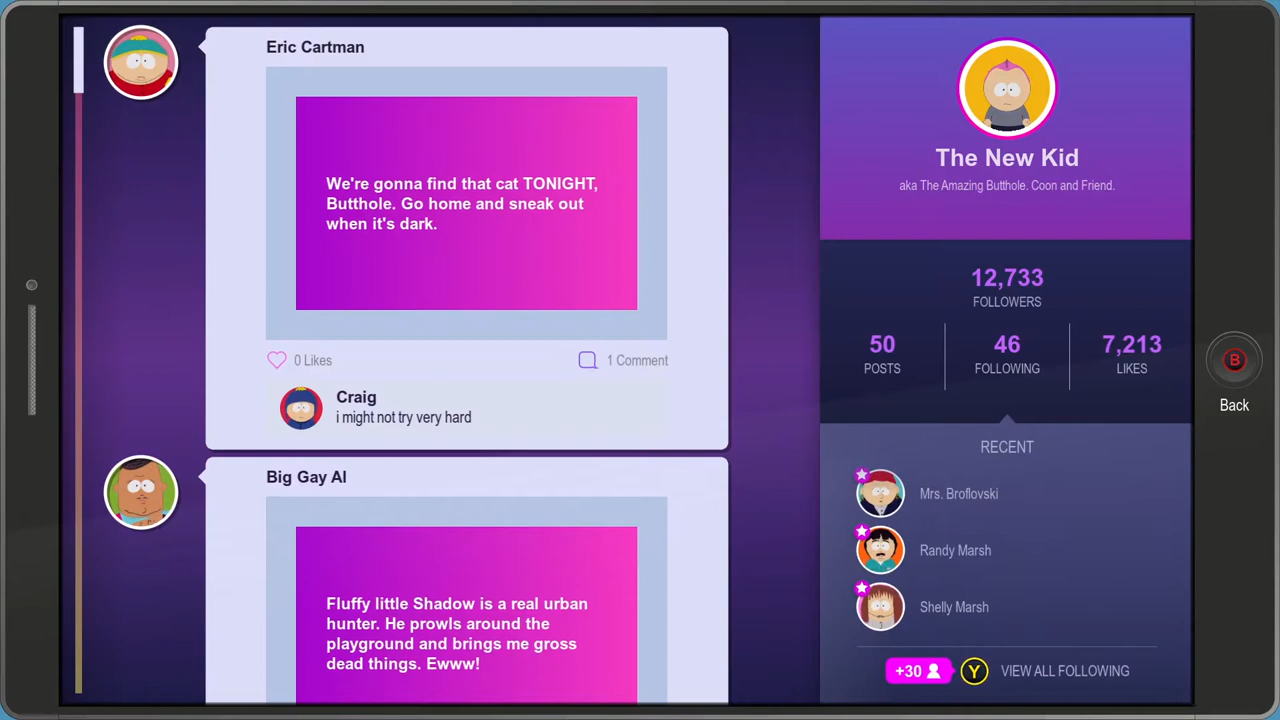 Eric Cartman
We're gonna find that cat TONIGHT,
Butthole. Go home and sneak out
when it's dark.
0 Likes
1 Comment
Craig
i might not try very hard
Big Gay Al
Fluffy little Shadow is a real urban
hunter. He prowls around the
playground and brings me gross
dead things. Ewww!
The New Kid
aka The Amazing Butthole. Coon and Friend.
12,733
FOLLOWERS
50
POSTS
46
FOLLOWING
7,213
LIKES
RECENT
Mrs. Broflovski
Randy Marsh
Shelly Marsh
+30
Y
VIEW ALL FOLLOWING
B
Back